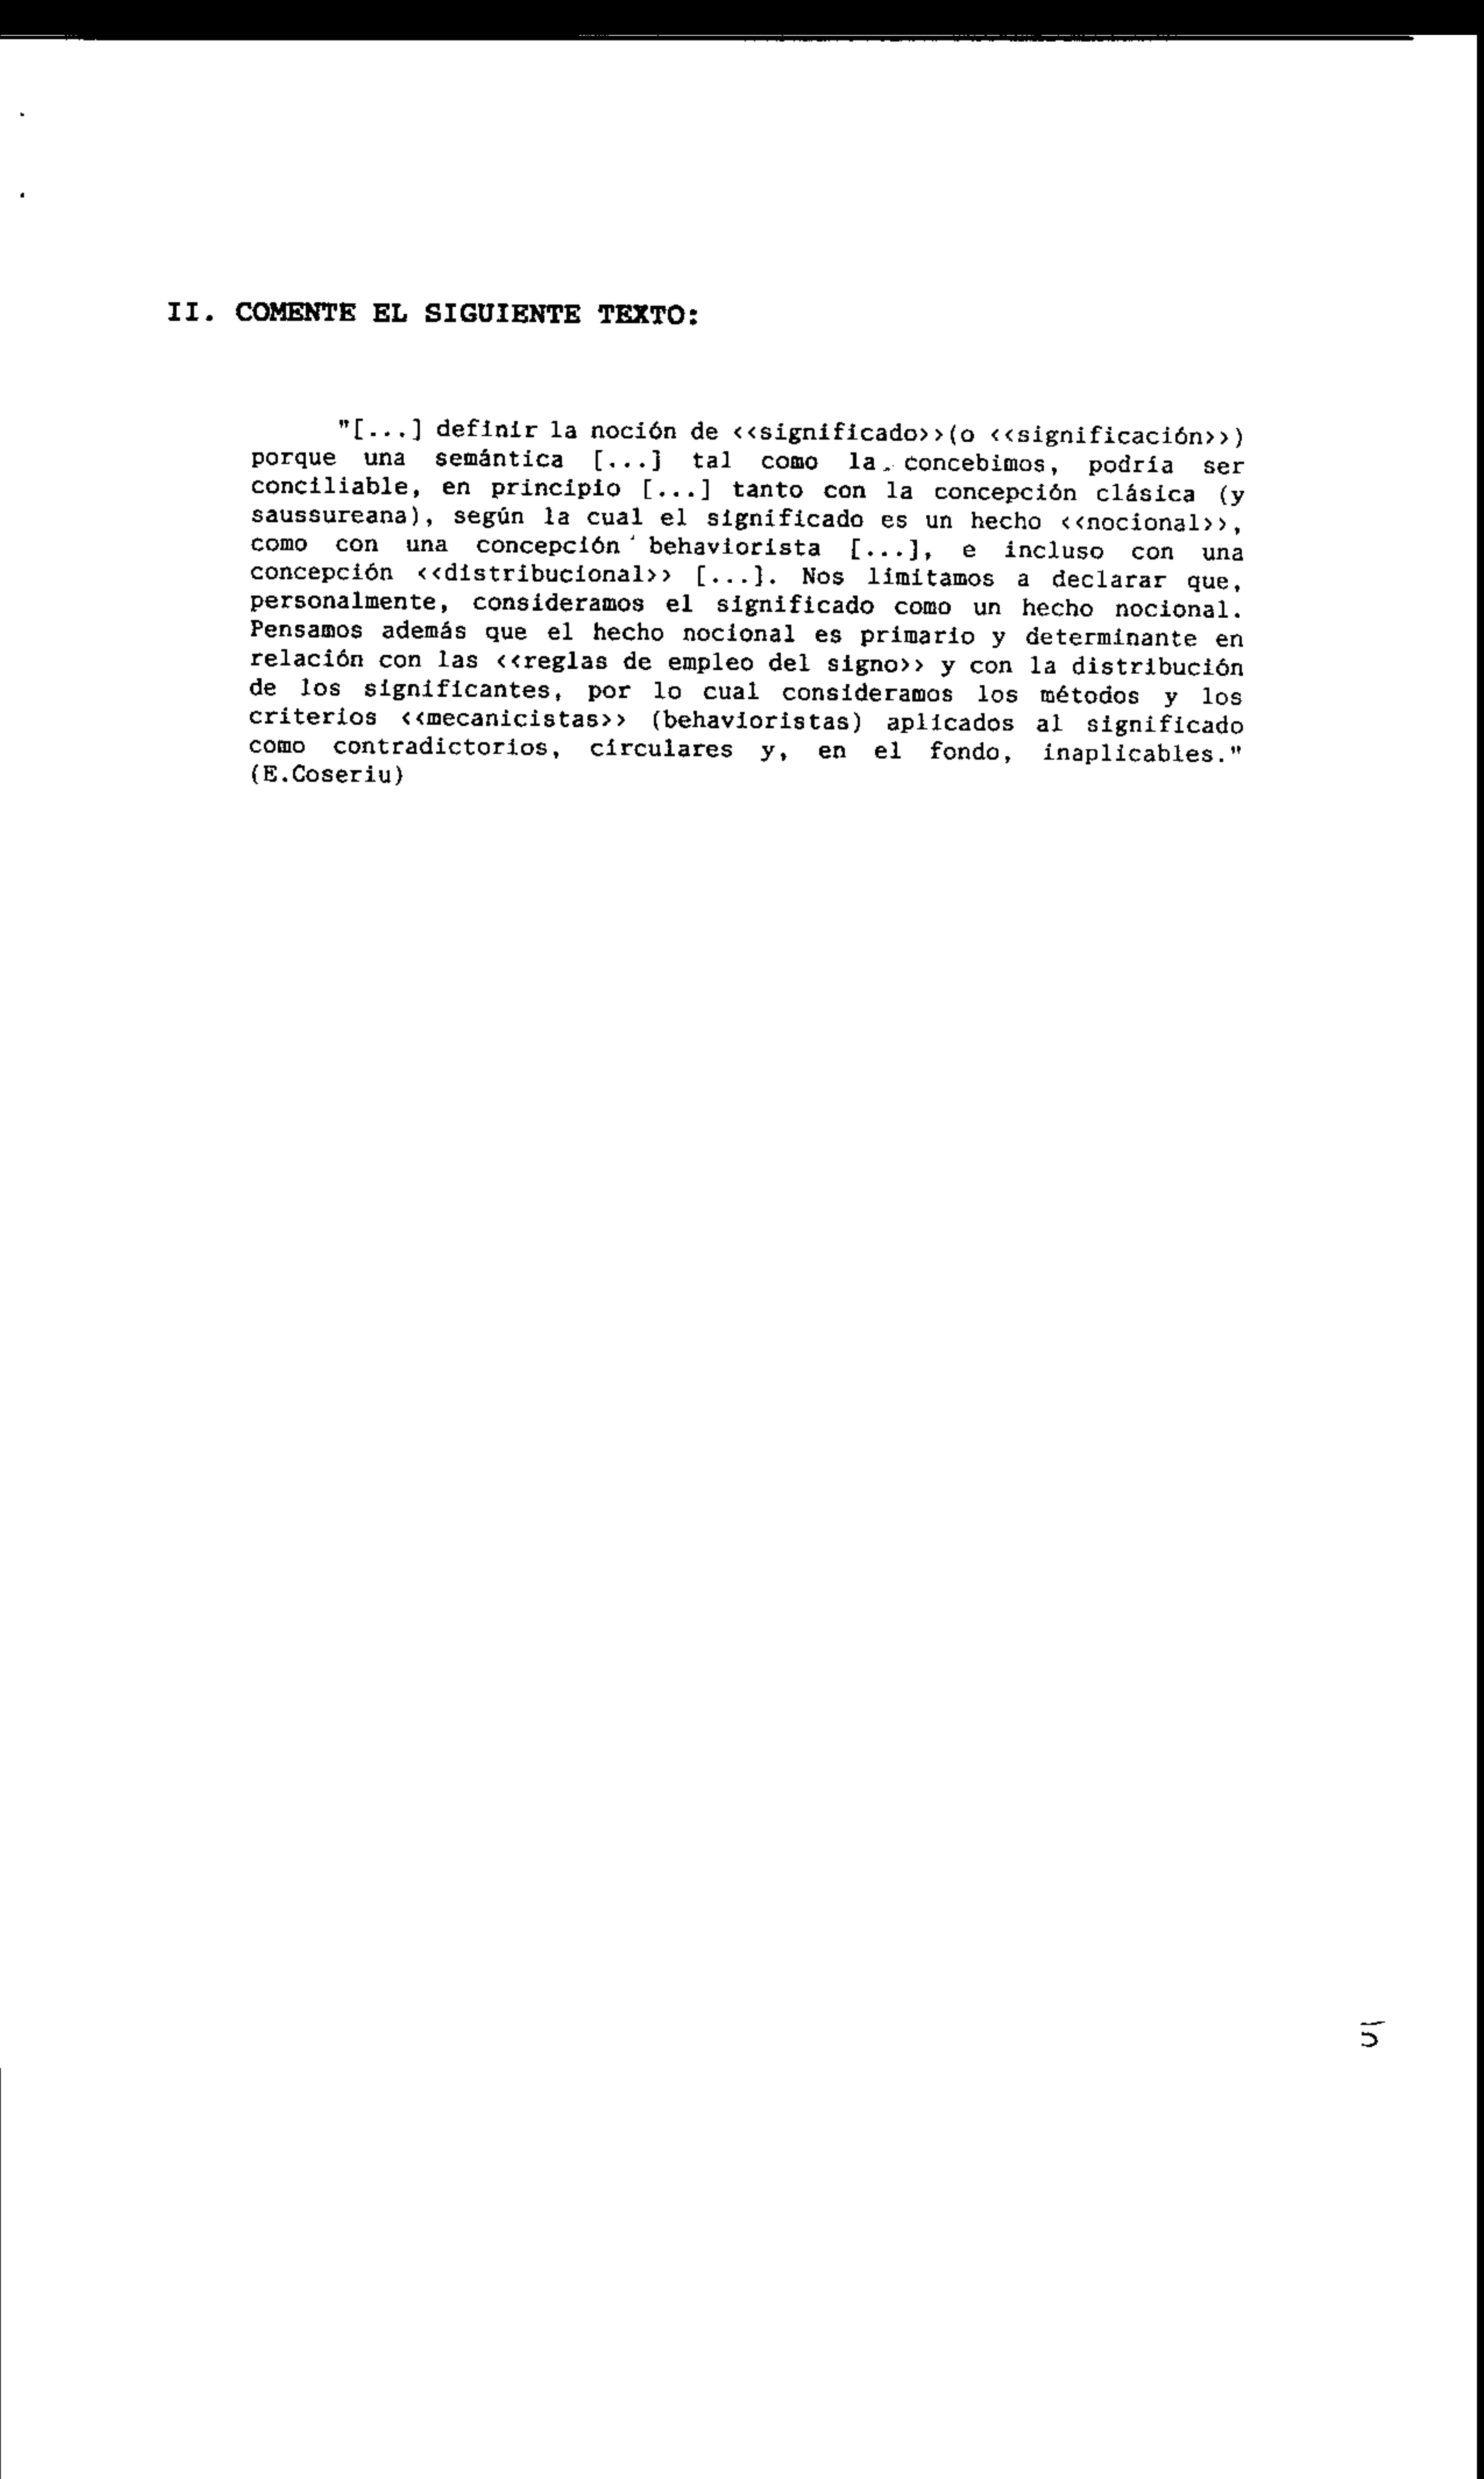 II. COMENTE EL SIGUIENTE TEXTO:
"[...] definir la noción de <<significado>>(o <<significación>>)
porque una semántica [...] tal como la concebimos, podría ser
conciliable, en principio [...] tanto con la concepción clásica (y
saussureana), según la cual el significado es un hecho <<nocional>>,
como con una concepción behaviorista [...], e incluso con una
concepción <<distribucional>> [...]. Nos limitamos a declarar que,
personalmente, consideramos el significado como un hecho nocional.
Pensamos además que el hecho nocional es primario y determinante en
relación con las <<reglas de empleo del signo>> y con la distribución
de los significantes, por lo cual consideramos los métodos y los
criterios <<mecanicistas>> (behavioristas) aplicados al significado
como contradictorios, circulares y, en el fondo, inaplicables."
(E.Coseriu)
5